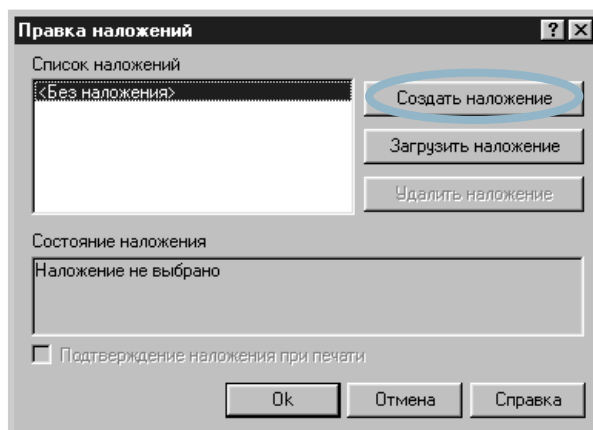 Правка наложений
Список наложений
<Без наложения>
Создать наложение
Загрузить наложение
Удалить наложение
Состояние наложения
Наложение не выбрано
Подтверждение наложения при печати
Ok Отмена Справка